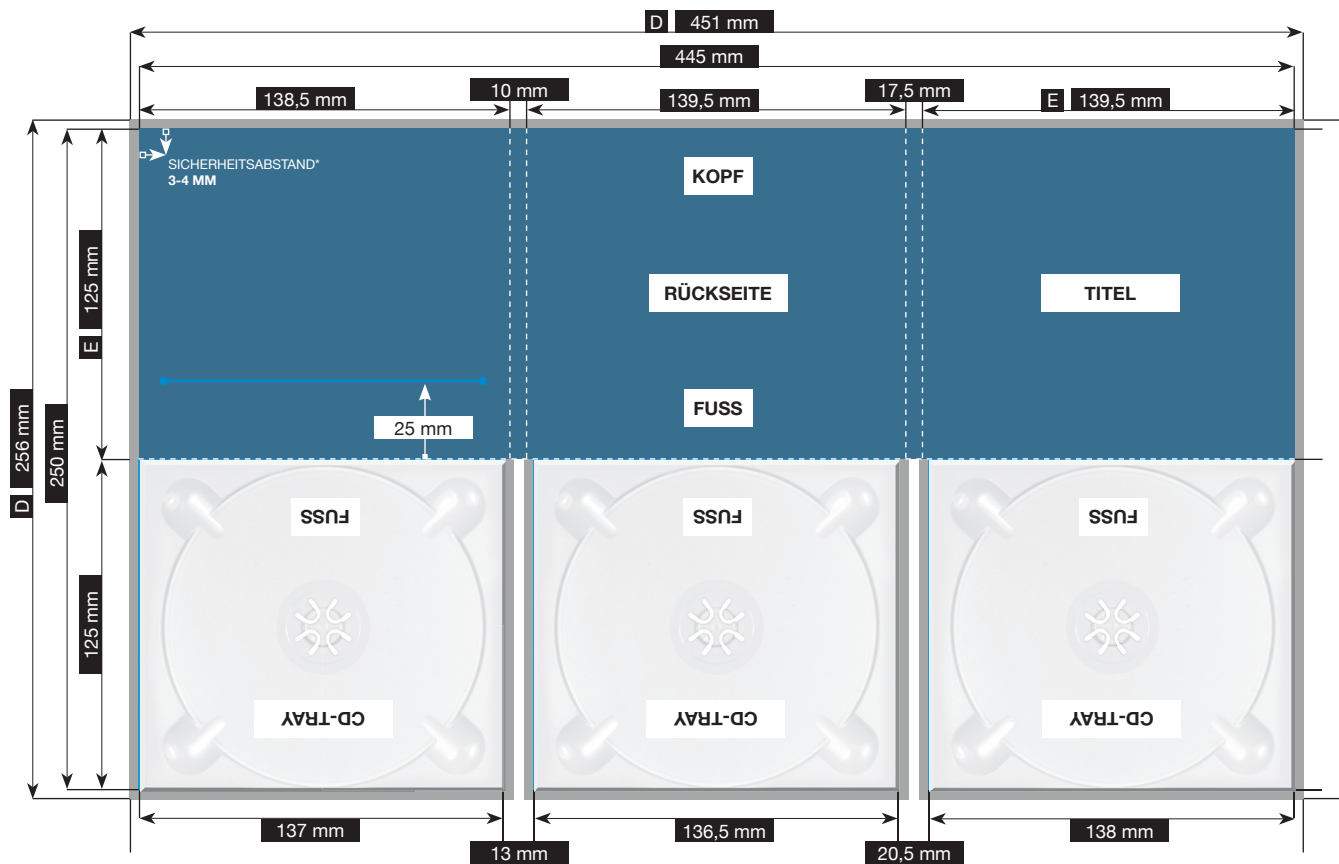 D 451 mm
445 mm
138,5 mm
10 mm
139,5 mm
17,5 mm
E 139,5 mm
SICHERHEITSABSTAND*
3-4 MM
KOPF
RÜCKSEITE
TITEL
FUSS
25 mm
E 125 mm
D 256 mm
250 mm
125 mm
FUSS
FUSS
FUSS
CD-TRAY
CD-TRAY
CD-TRAY
137 mm
13 mm
136,5 mm
20,5 mm
138 mm